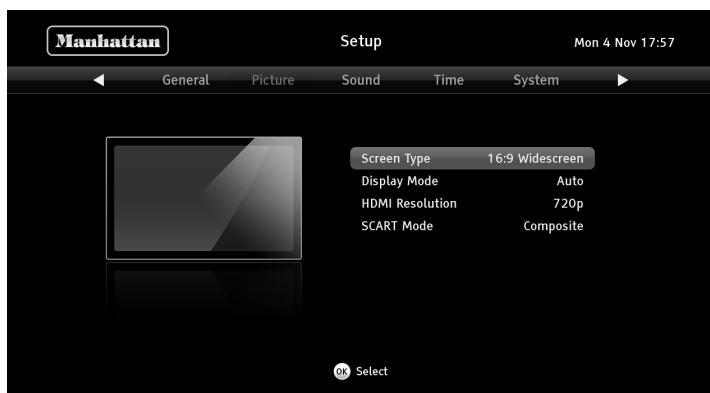 Manhattan Setup Mon 4 Nov 17:57
General Picture Sound Time System
Screen Type 16:9 Widescreen
Display Mode Auto
HDMI Resolution 720p
SCART Mode Composite
OK Select